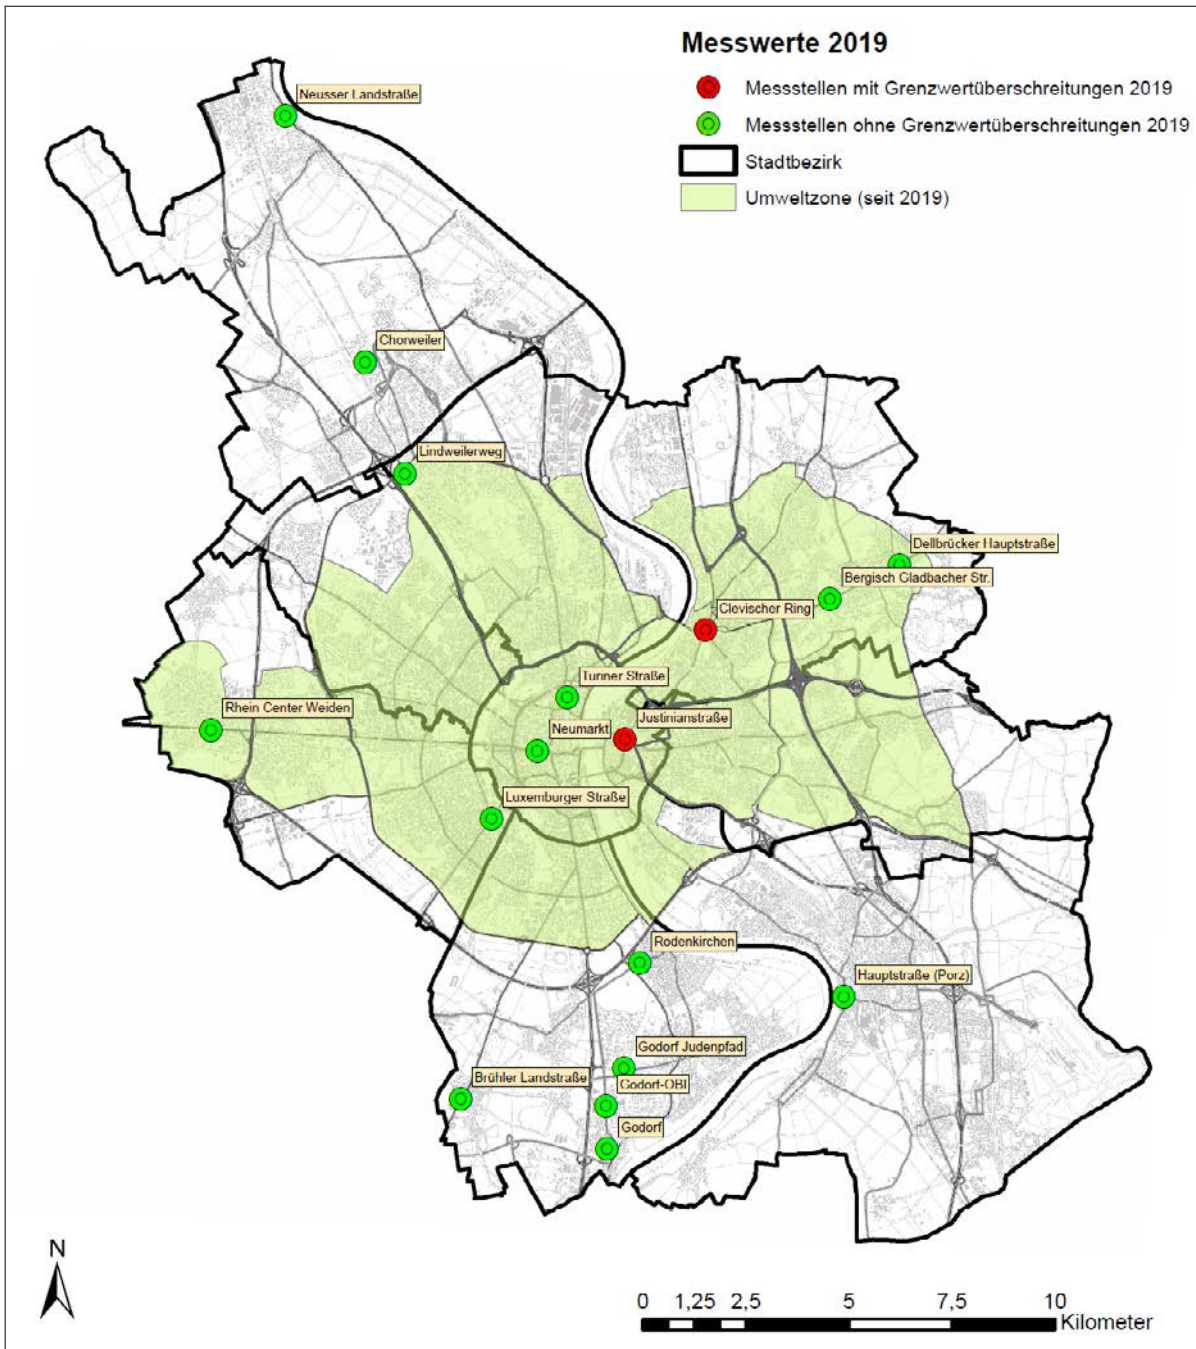 Messwerte 2019
Messstellen mit Grenzwertüberschreitungen 2019
Messstellen ohne Grenzwertüberschreitungen 2019
Stadtbezirk
Umweltzone (seit 2019)
Neusser Landstraße
Chorweiler
Lindweilerweg
Dellbrücker Hauptstraße
Bergisch Gladbacher Str.
Clevischer Ring
Turiner Straße
Rhein Center Weiden
Justinianstraße
Neumarkt
Luxemburger Straße
Rodenkirchen
Hauptstraße (Porz)
Godorf Judenpfad
Brühler Landstraße
Godorf-OBI
Godorf
N
0 1,25 2,5 5 7,5 10
Kilometer